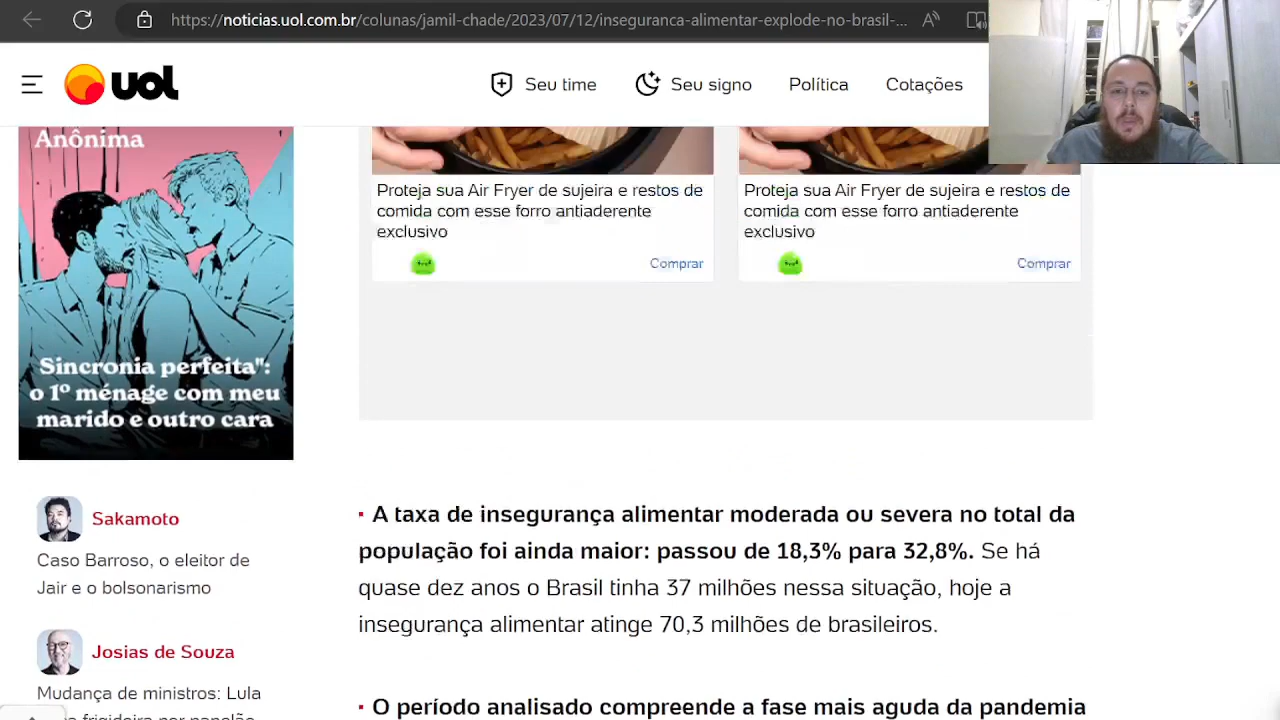 https://noticias.uol.com.br/colunas/jamil-chade/2023/07/12/inseguranca-alimentar-explode-no-brasil-...
uol
Seu time
Seu signo
Política
Cotações
Anônima
Sincronia perfeita":
o 1º ménage com meu
marido e outro cara
Proteja sua Air Fryer de sujeira e restos de
comida com esse forro antiaderente
exclusivo
Comprar
Proteja sua Air Fryer de sujeira e restos de
comida com esse forro antiaderente
exclusivo
Comprar
Sakamoto
Caso Barroso, o eleitor de
Jair e o bolsonarismo
Josias de Souza
Mudança de ministros: Lula
A taxa de insegurança alimentar moderada ou severa no total da
população foi ainda maior: passou de 18,3% para 32,8%. Se há
quase dez anos o Brasil tinha 37 milhões nessa situação, hoje a
insegurança alimentar atinge 70,3 milhões de brasileiros.
O período analisado compreende a fase mais aguda da pandemia